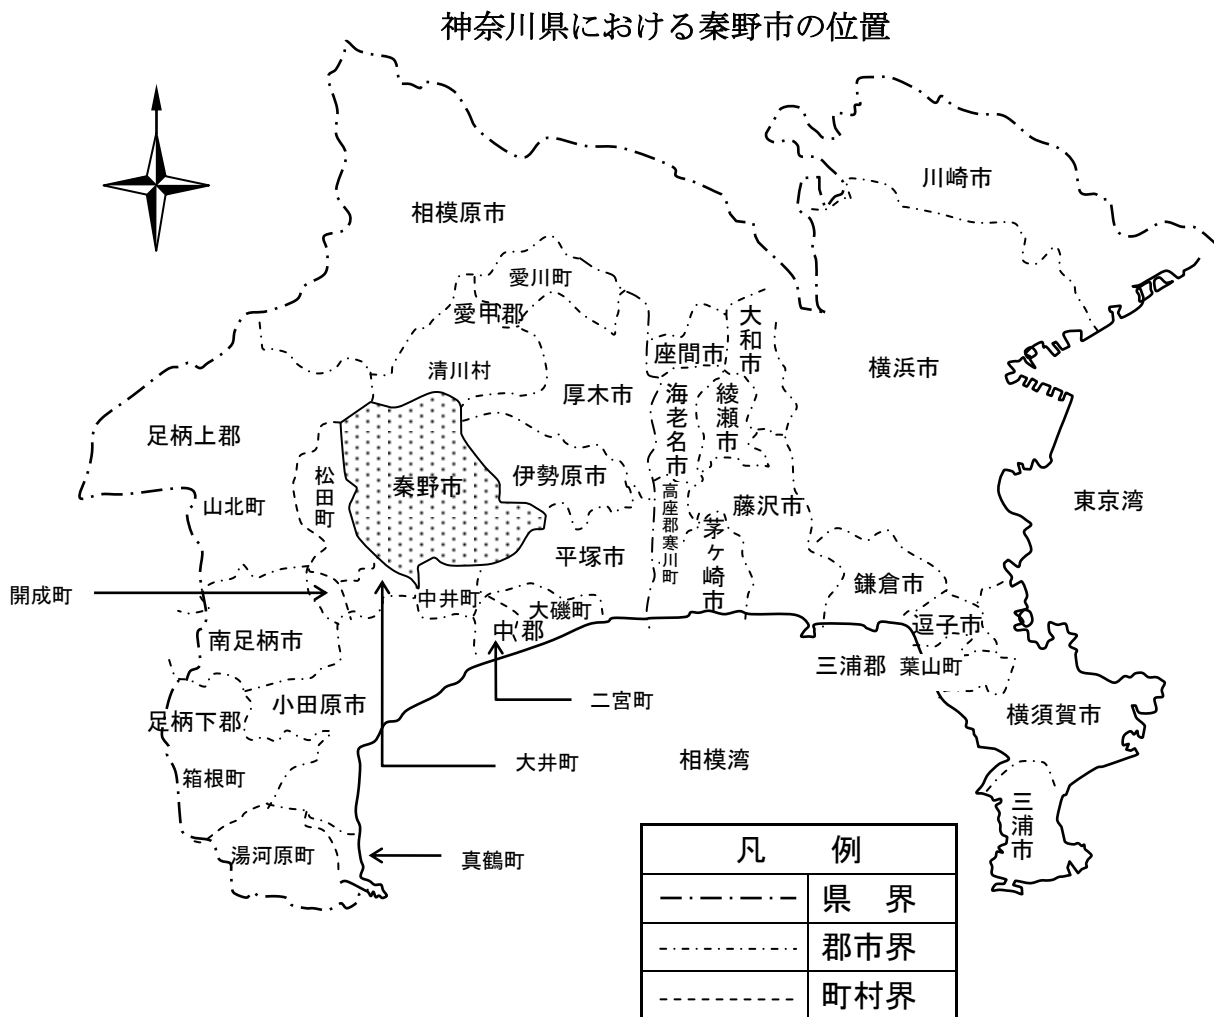 神奈川県における秦野市の位置
川崎市
相模原市
愛川町
愛甲郡
大和市
座間市
清川村
横浜市
厚木市
海老名市
綾瀬市
足柄上郡
松田町
伊勢原市
秦野市
山北町
高座郡寒川町
藤沢市
東京湾
茅ヶ崎市
平塚市
鎌倉市
開成町
中井町
大磯町
中郡
逗子市
南足柄市
三浦郡
葉山町
小田原市
二宮町
横須賀市
足柄下郡
大井町
相模湾
箱根町
三浦市
湯河原町
真鶴町
凡 例
県 界
郡市界
町村界